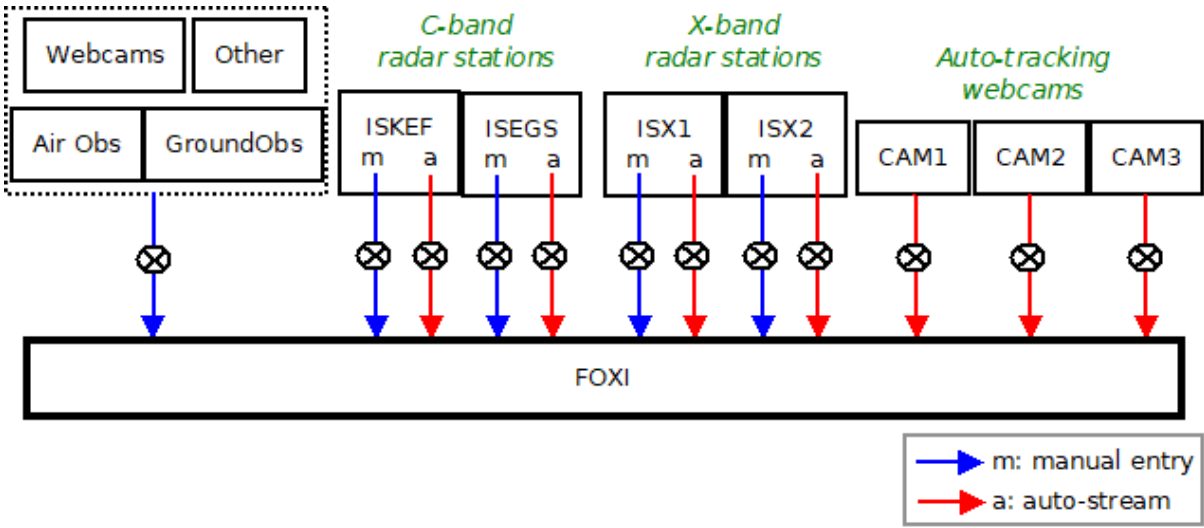 Webcams
Other
Air Obs
GroundObs
C-band
radar stations
ISKEF
m a
ISEGS
m a
X-band
radar stations
ISX1
m a
ISX2
m a
Auto-tracking
webcams
CAM1
CAM2
CAM3
FOXI
m: manual entry
a: auto-stream